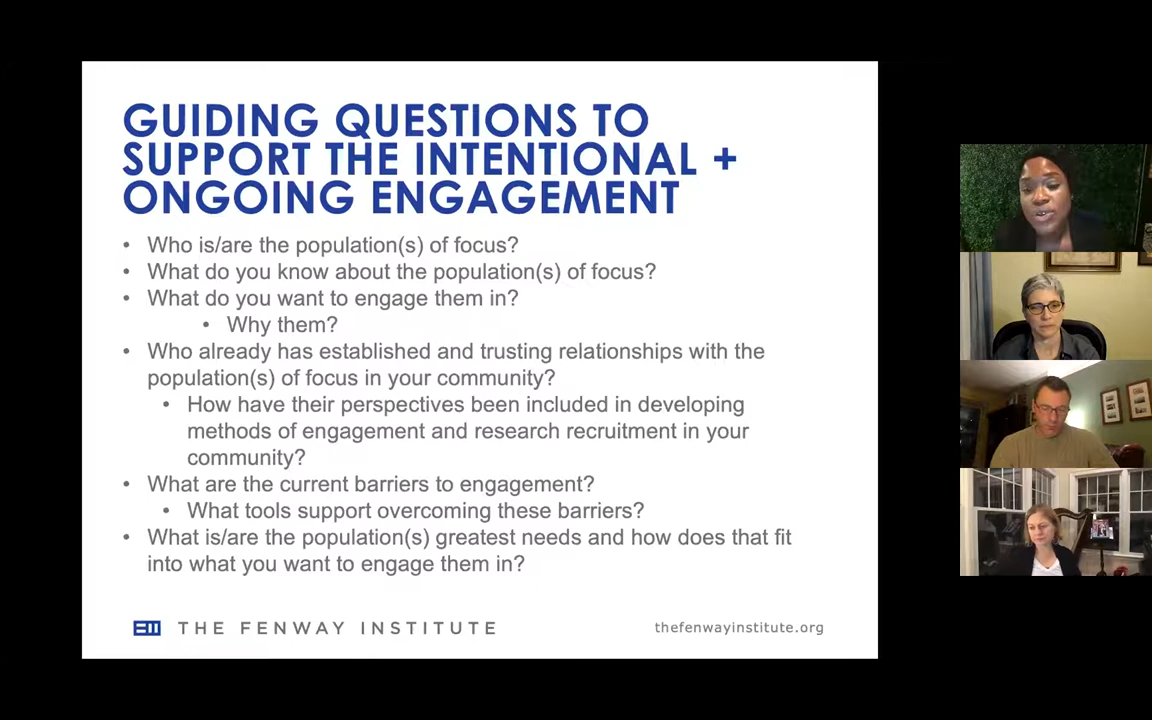 GUIDING QUESTIONS TO
SUPPORT THE INTENTIONAL +
ONGOING ENGAGEMENT
• Who is/are the population(s) of focus?
• What do you know about the population(s) of focus?
• What do you want to engage them in?
• Why them?
• Who already has established and trusting relationships with the
population(s) of focus in your community?
• How have their perspectives been included in developing
methods of engagement and research recruitment in your
community?
• What are the current barriers to engagement?
• What tools support overcoming these barriers?
• What is/are the population(s) greatest needs and how does that fit
into what you want to engage them in?
THE FENWAY INSTITUTE
thefenwayinstitute.org